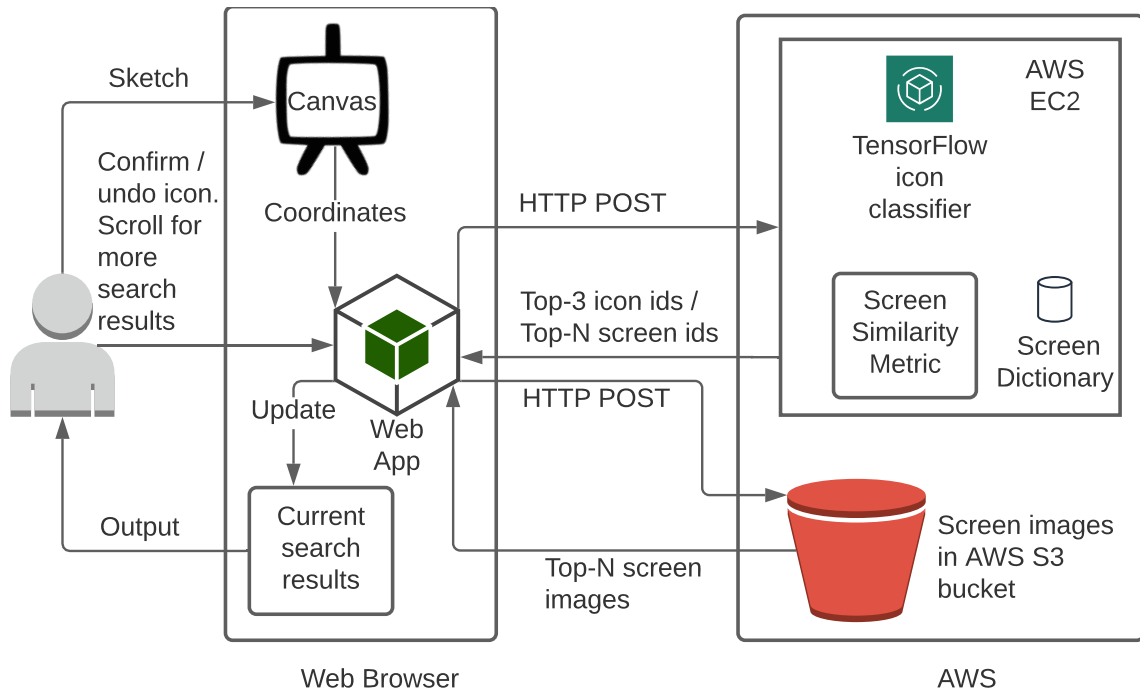 Sketch
Canvas
AWS
EC2
TensorFlow
icon
classifier
Confirm /
undo icon.
Scroll for
more
search
results
Coordinates
HTTP POST
Top-3 icon ids /
Top-N screen ids
Screen
Similarity
Metric
Screen
Dictionary
HTTP POST
Update
Web
App
Current
search
results
Output
Top-N screen
images
Screen images
in AWS S3
bucket
Web Browser
AWS